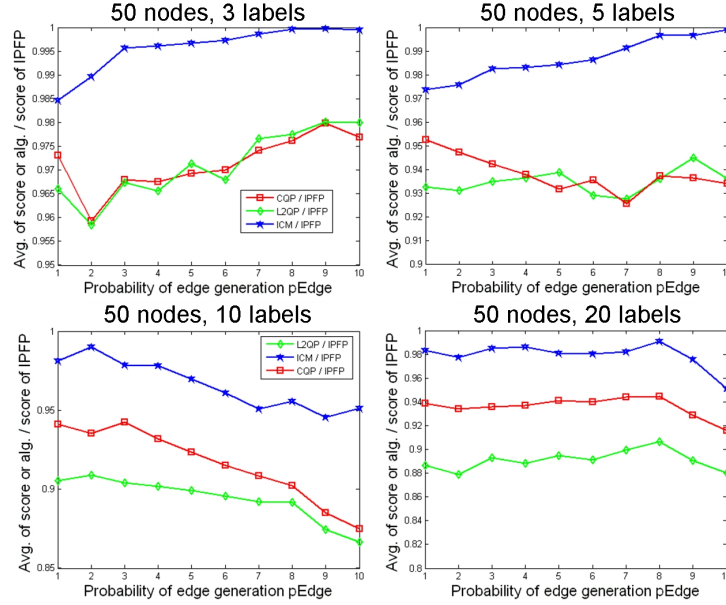 50 nodes, 3 labels
50 nodes, 5 labels
Avg. of score or alg. / score of IPFP
1
0.995
0.99
0.985
0.98
0.975
0.97
0.965
0.96
0.955
0.95
CQP / IPFP
L2QP / IPFP
ICM / IPFP
1 2 3 4 5 6 7 8 9 10
Probability of edge generation pEdge
Avg. of score or alg. / score of IPFP
1
0.99
0.98
0.97
0.96
0.95
0.94
0.93
0.92
0.91
0.9
1 2 3 4 5 6 7 8 9 10
Probability of edge generation pEdge
50 nodes, 10 labels
50 nodes, 20 labels
Avg. of score or alg. / score of IPFP
1
0.95
0.9
0.85
L2QP / IPFP
ICM / IPFP
CQP / IPFP
1 2 3 4 5 6 7 8 9 10
Probability of edge generation pEdge
Avg. of score or alg. / score of IPFP
1
0.98
0.96
0.94
0.92
0.9
0.88
0.86
0.84
0.82
0.8
1 2 3 4 5 6 7 8 9
Probability of edge generation pEdge